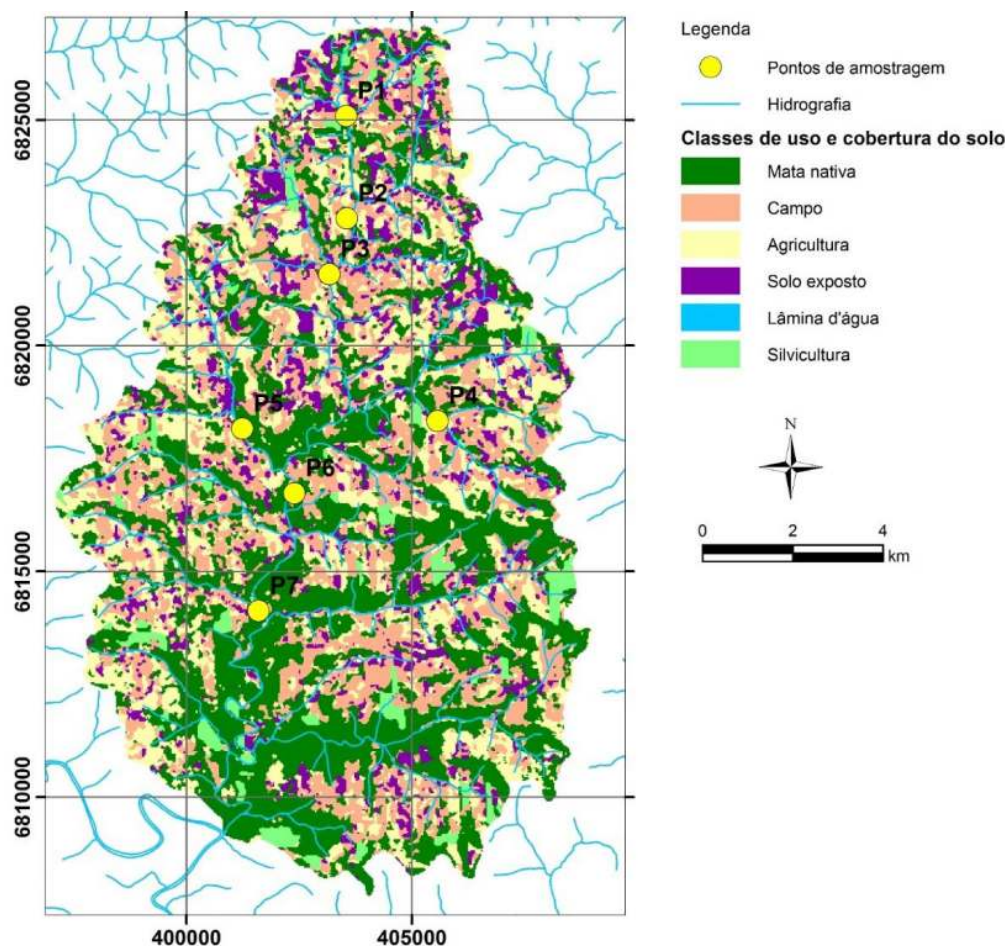 P1
P2
P3
P4
P5
P6
P7
6825000
6820000
6815000
6810000
400000
405000
Legenda
Pontos de amostragem
Hidrografia
Classes de uso e cobertura do solo
Mata nativa
Campo
Agricultura
Solo exposto
Lâmina d'água
Silvicultura
N
0 2 4
km